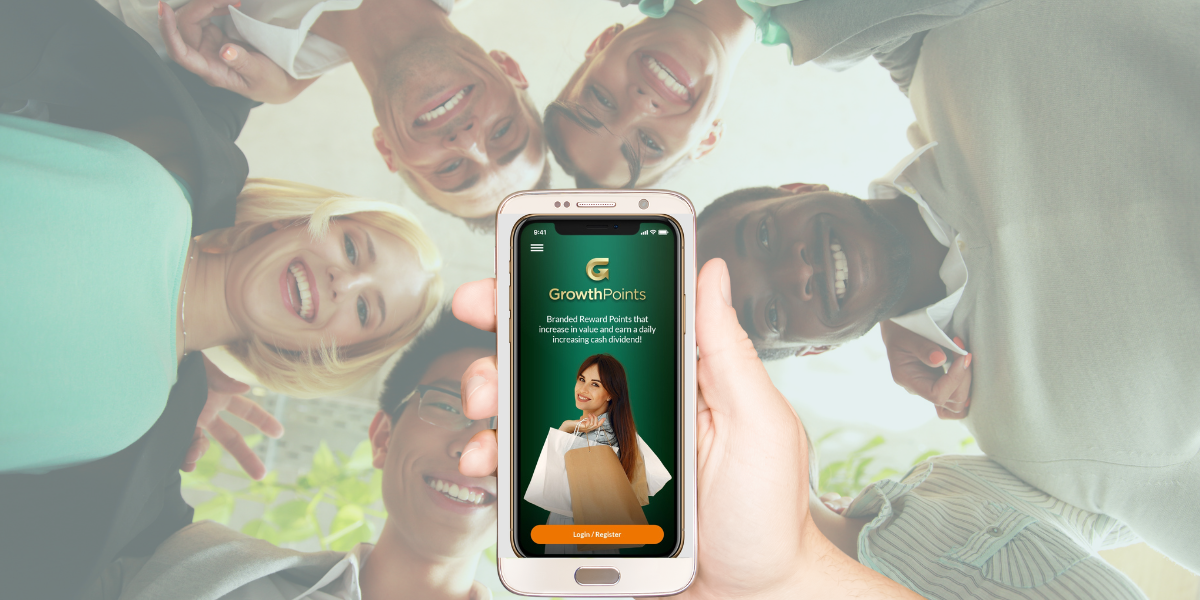 9:41
G
GrowthPoints
Branded Reward Points that
increase in value and earn a daily
increasing cash dividend!
Login / Register